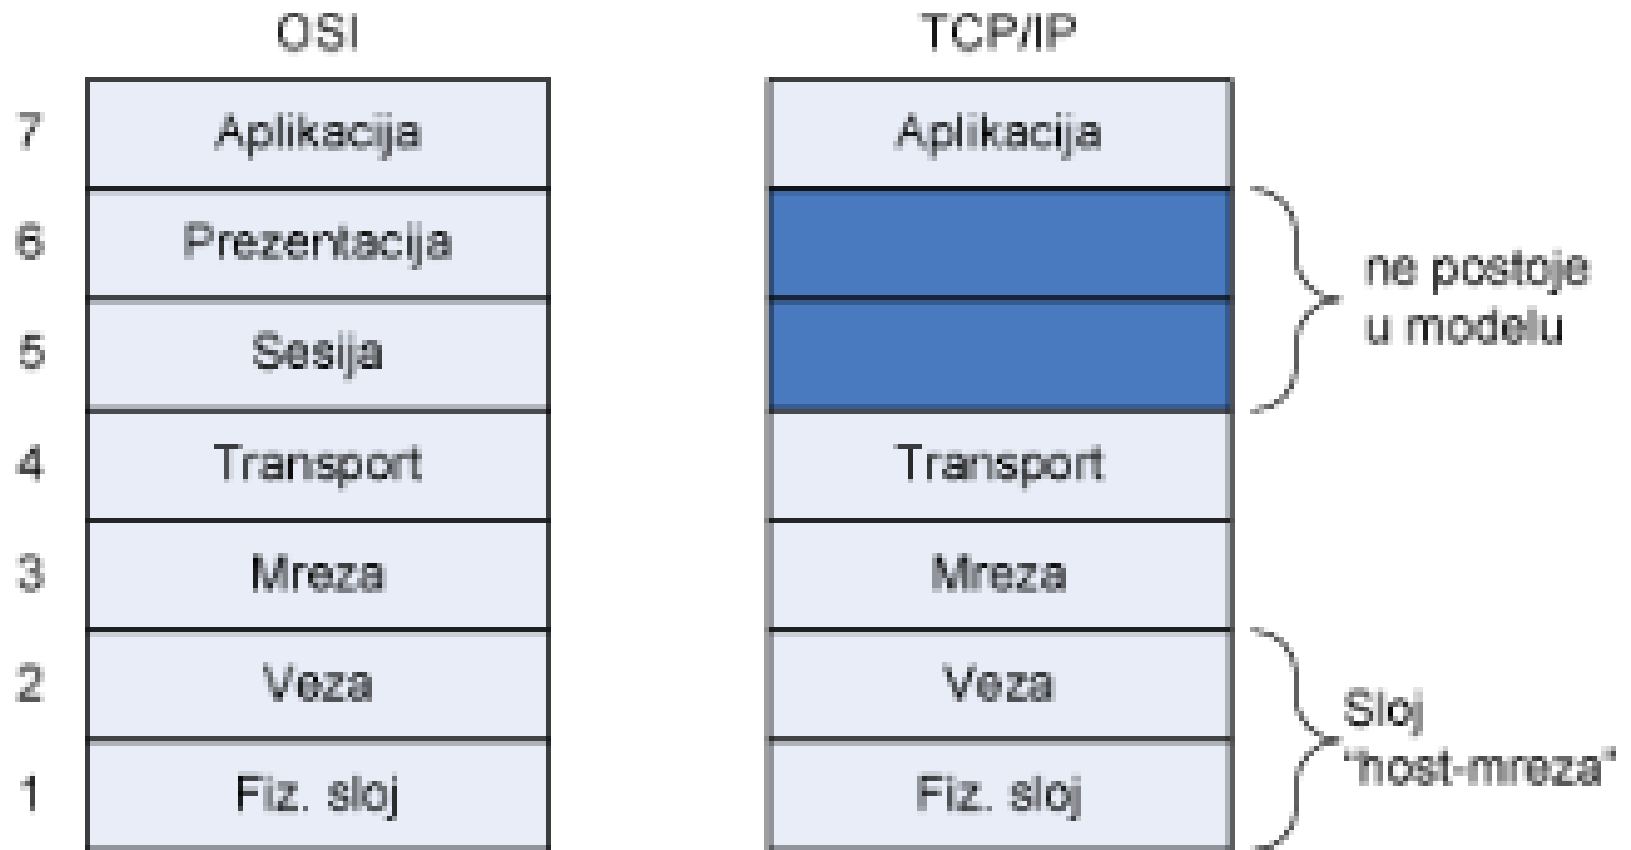 OSI
TCP/IP
7
Aplikacija
Aplikacija
6
Prezentacija
ne postoje
u modelu
5
Sesija
4
Transport
Transport
3
Mreza
Mreza
2
Veza
Veza
Sloj
"host-mreza"
1
Fiz. sloj
Fiz. sloj